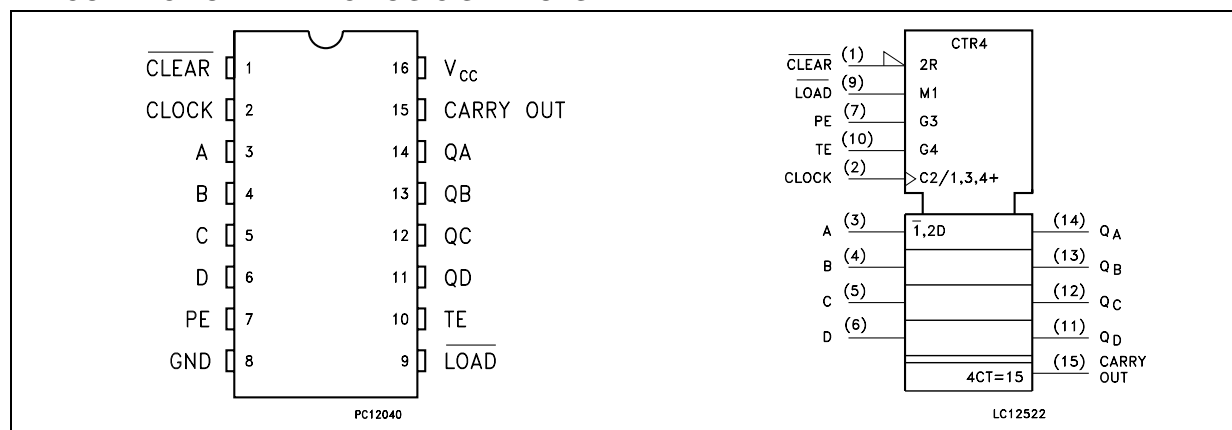 CLEAR 1 16 VCC
CLOCK 2 15 CARRY OUT
A 3 14 QA
B 4 13 QB
C 5 12 QC
D 6 11 QD
PE 7 10 TE
GND 8 9 LOAD
PC12040
CTR4
CLEAR (1) 2R
LOAD (9) M1
PE (7) G3
TE (10) G4
CLOCK (2) C2/1,3,4+
A (3) 1,2D (14) QA
B (4) (13) QB
C (5) (12) QC
D (6) (11) QD
4CT=15 (15) CARRY
OUT
LC12522